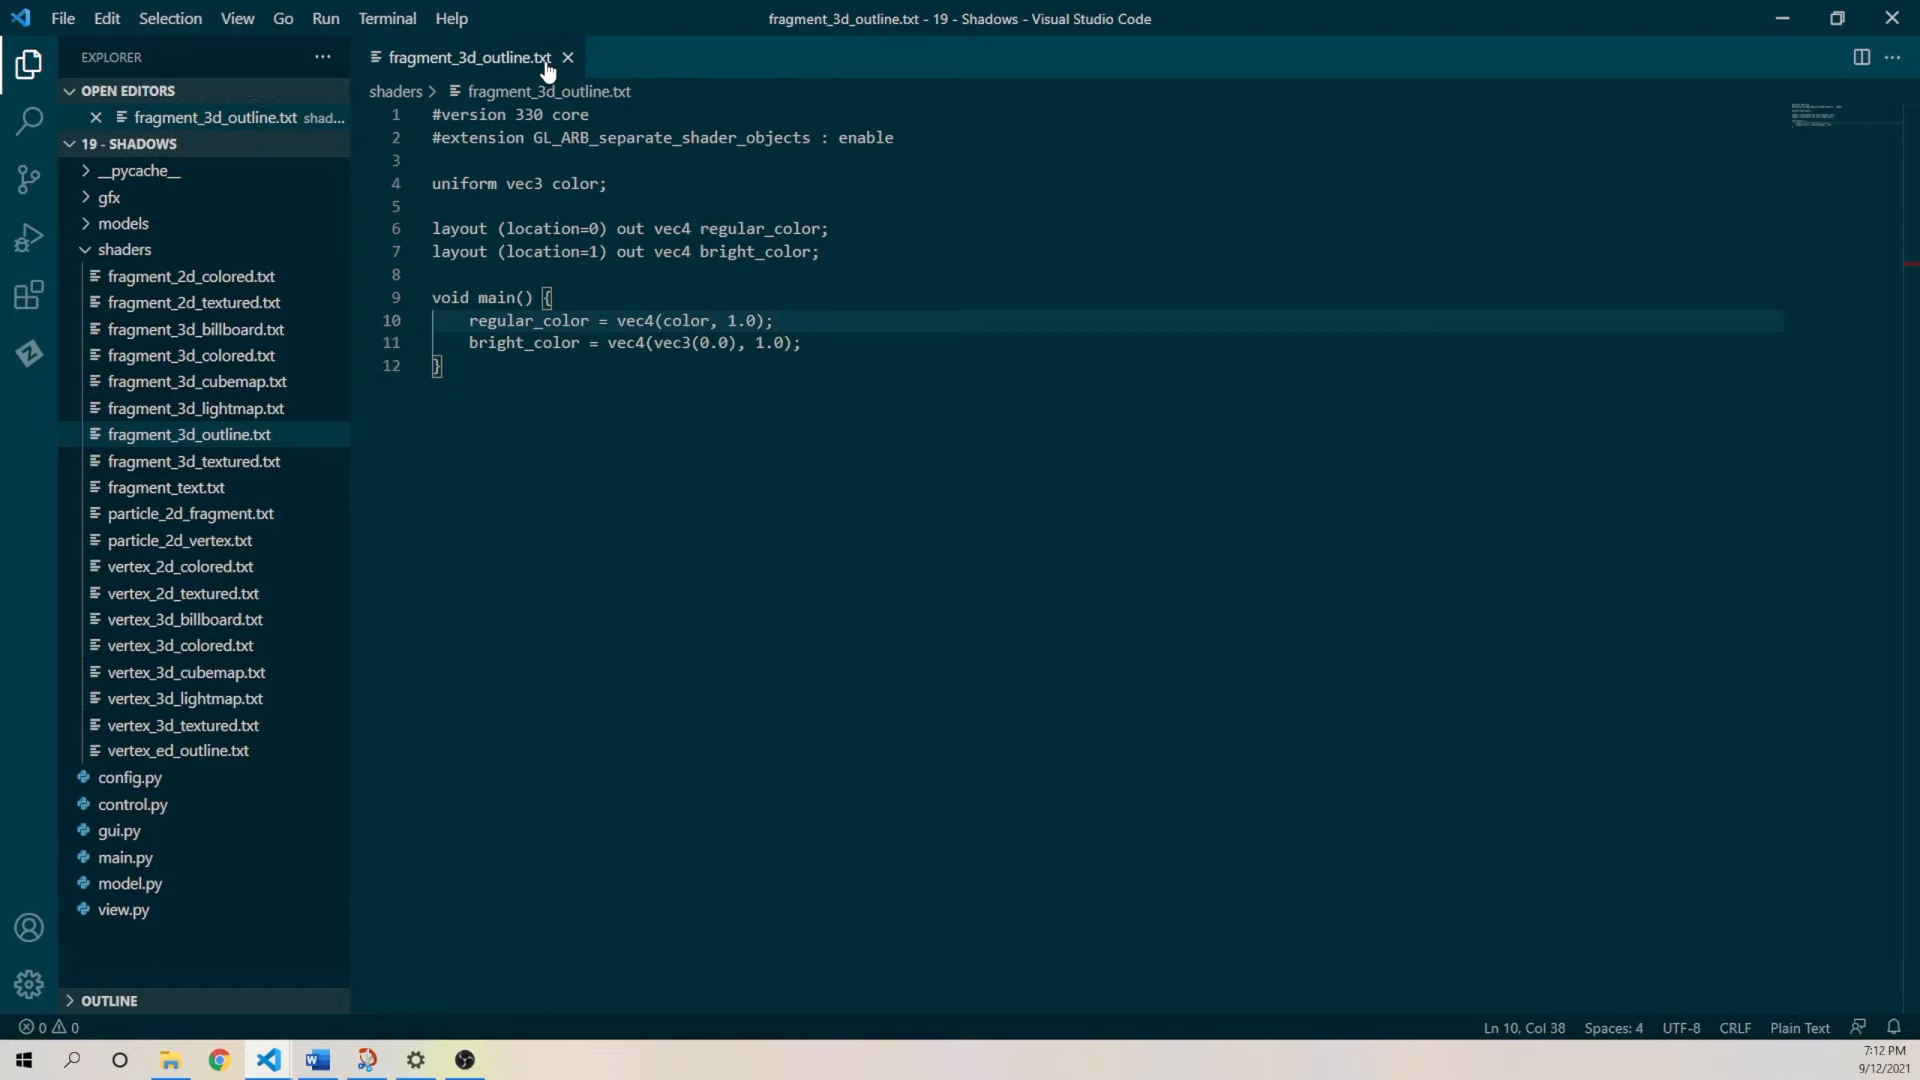 File Edit Selection View Go Run Terminal Help
fragment_3d_outline.txt - 19 - Shadows - Visual Studio Code
EXPLORER
fragment_3d_outline.txt
OPEN EDITORS
fragment_3d_outline.txt shad...
19 - SHADOWS
__pycache__
gfx
models
shaders
fragment_2d_colored.txt
fragment_2d_textured.txt
fragment_3d_billboard.txt
fragment_3d_colored.txt
fragment_3d_cubemap.txt
fragment_3d_lightmap.txt
fragment_3d_outline.txt
fragment_3d_textured.txt
fragment_text.txt
particle_2d_fragment.txt
particle_2d_vertex.txt
vertex_2d_colored.txt
vertex_2d_textured.txt
vertex_3d_billboard.txt
vertex_3d_colored.txt
vertex_3d_cubemap.txt
vertex_3d_lightmap.txt
vertex_3d_textured.txt
vertex_ed_outline.txt
config.py
control.py
gui.py
main.py
model.py
view.py
OUTLINE
shaders > fragment_3d_outline.txt
1 #version 330 core
2 #extension GL_ARB_separate_shader_objects : enable
3
4 uniform vec3 color;
5
6 layout (location=0) out vec4 regular_color;
7 layout (location=1) out vec4 bright_color;
8
9 void main() {
10 regular_color = vec4(color, 1.0);
11 bright_color = vec4(vec3(0.0), 1.0);
12 }
0 0
Ln 10, Col 38 Spaces: 4 UTF-8 CRLF Plain Text
7:12 PM
9/12/2021